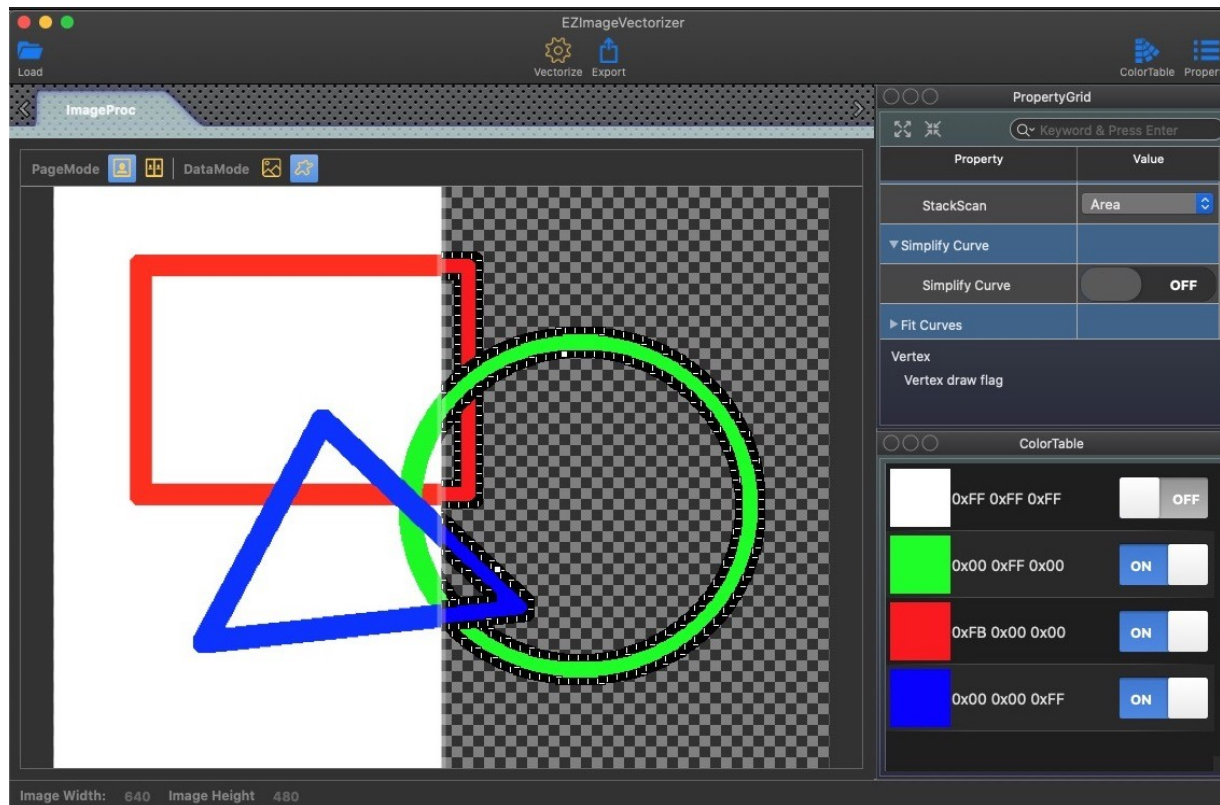 EZImageVectorizer
Load
Vectorize Export
ColorTable Proper
ImageProc
PageMode DataMode
PropertyGrid
Keyword & Press Enter
Property Value
StackScan Area
Simplify Curve
Simplify Curve OFF
Fit Curves
Vertex
Vertex draw flag
ColorTable
0xFF 0xFF 0xFF OFF
0x00 0xFF 0x00 ON
0xFB 0x00 0x00 ON
0x00 0x00 0xFF ON
Image Width: 640 Image Height 480